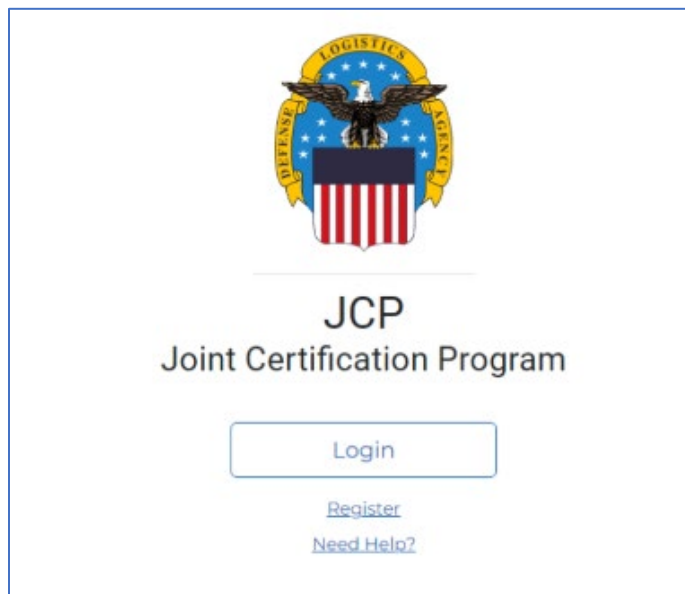 DEFENSE LOGISTICS AGENCY
JCP
Joint Certification Program
Login
Register
Need Help?